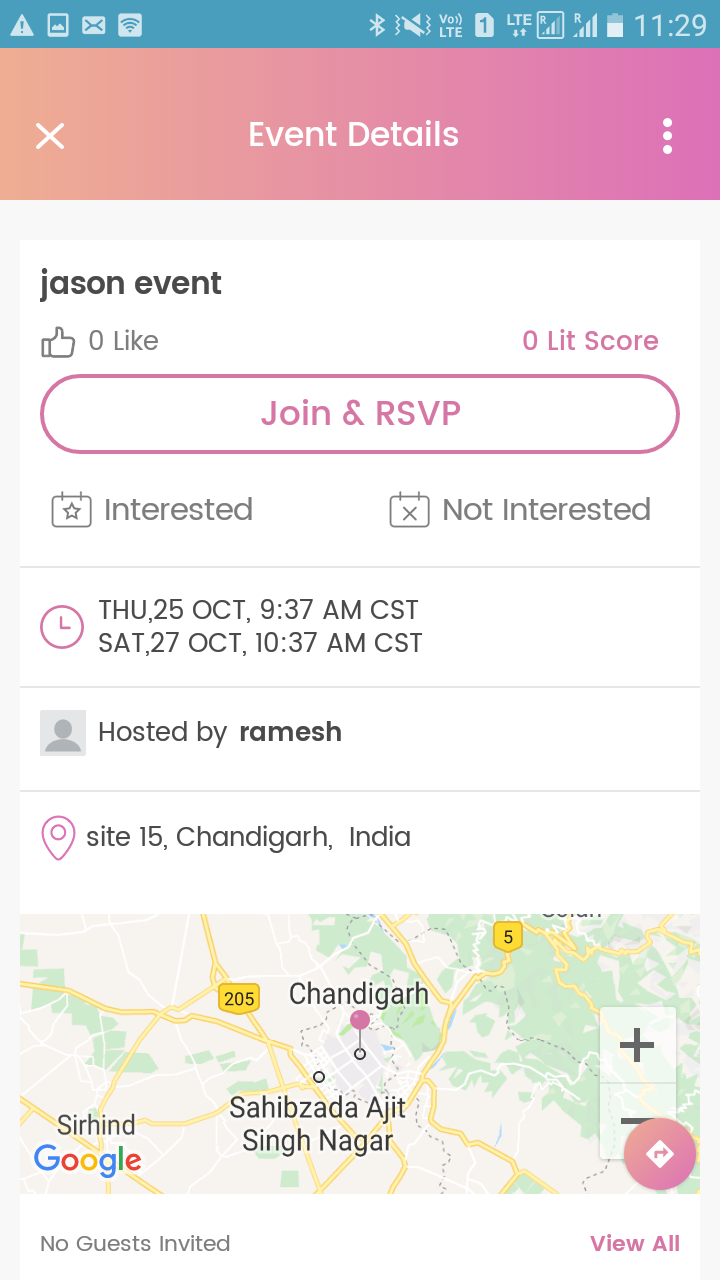 Vo)) LTE 1 LTE R R 11:29
Event Details
jason event
0 Like 0 Lit Score
Join & RSVP
Interested Not Interested
THU,25 OCT, 9:37 AM CST
SAT,27 OCT, 10:37 AM CST
Hosted by ramesh
site 15, Chandigarh, India
5
205
Chandigarh
Sahibzada Ajit
Singh Nagar
Sirhind
Google
No Guests Invited View All